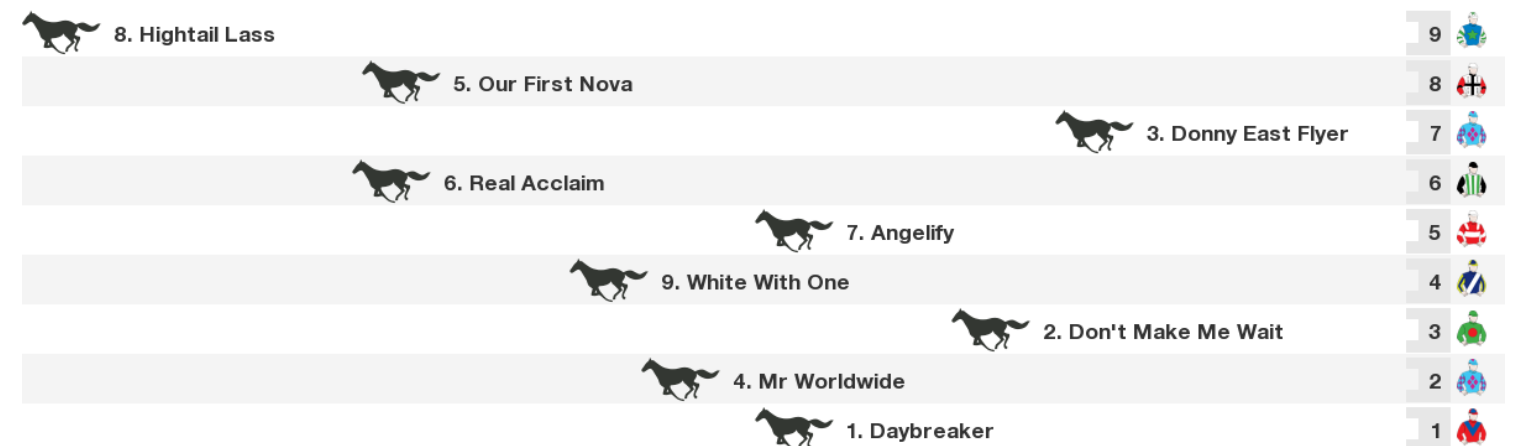 8. Hightail Lass 9
5. Our First Nova 8
3. Donny East Flyer 7
6. Real Acclaim 6
7. Angelify 5
9. White With One 4
2. Don't Make Me Wait 3
4. Mr Worldwide 2
1. Daybreaker 1